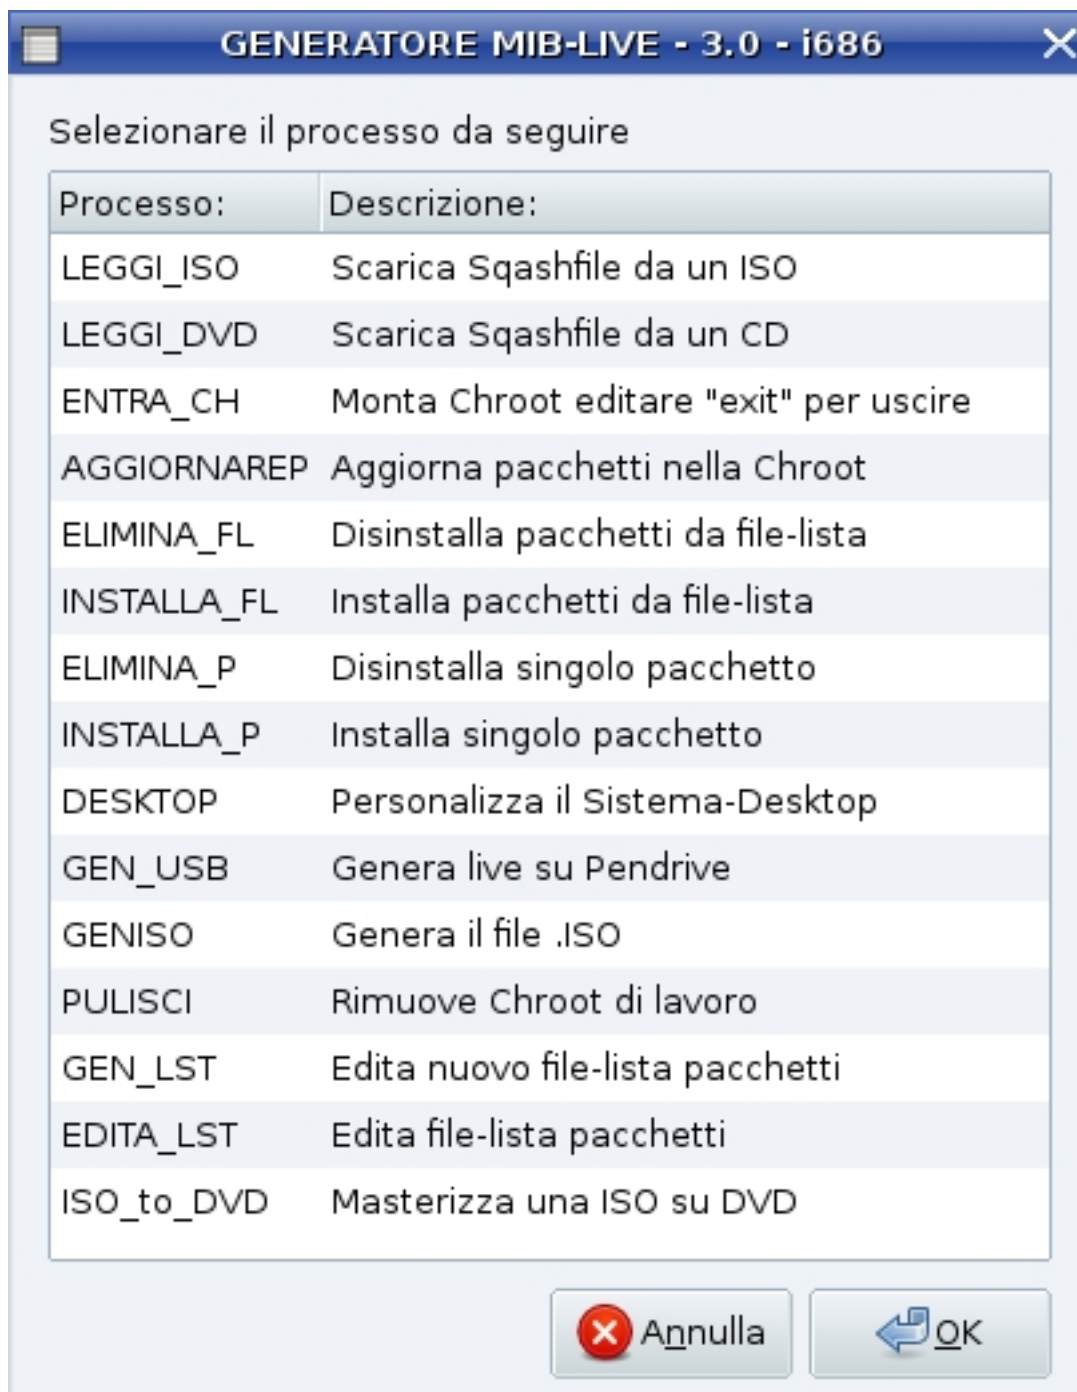 GENERATORE MIB-LIVE - 3.0 - i686
Selezionare il processo da seguire
Processo: Descrizione:
LEGGI_ISO Scarica Sqashfile da un ISO
LEGGI_DVD Scarica Sqashfile da un CD
ENTRA_CH Monta Chroot editare "exit" per uscire
AGGIORNAREP Aggiorna pacchetti nella Chroot
ELIMINA_FL Disinstalla pacchetti da file-lista
INSTALLA_FL Installa pacchetti da file-lista
ELIMINA_P Disinstalla singolo pacchetto
INSTALLA_P Installa singolo pacchetto
DESKTOP Personalizza il Sistema-Desktop
GEN_USB Genera live su Pendrive
GENISO Genera il file .ISO
PULISCI Rimuove Chroot di lavoro
GEN_LST Edita nuovo file-lista pacchetti
EDITA_LST Edita file-lista pacchetti
ISO_to_DVD Masterizza una ISO su DVD
Annulla OK